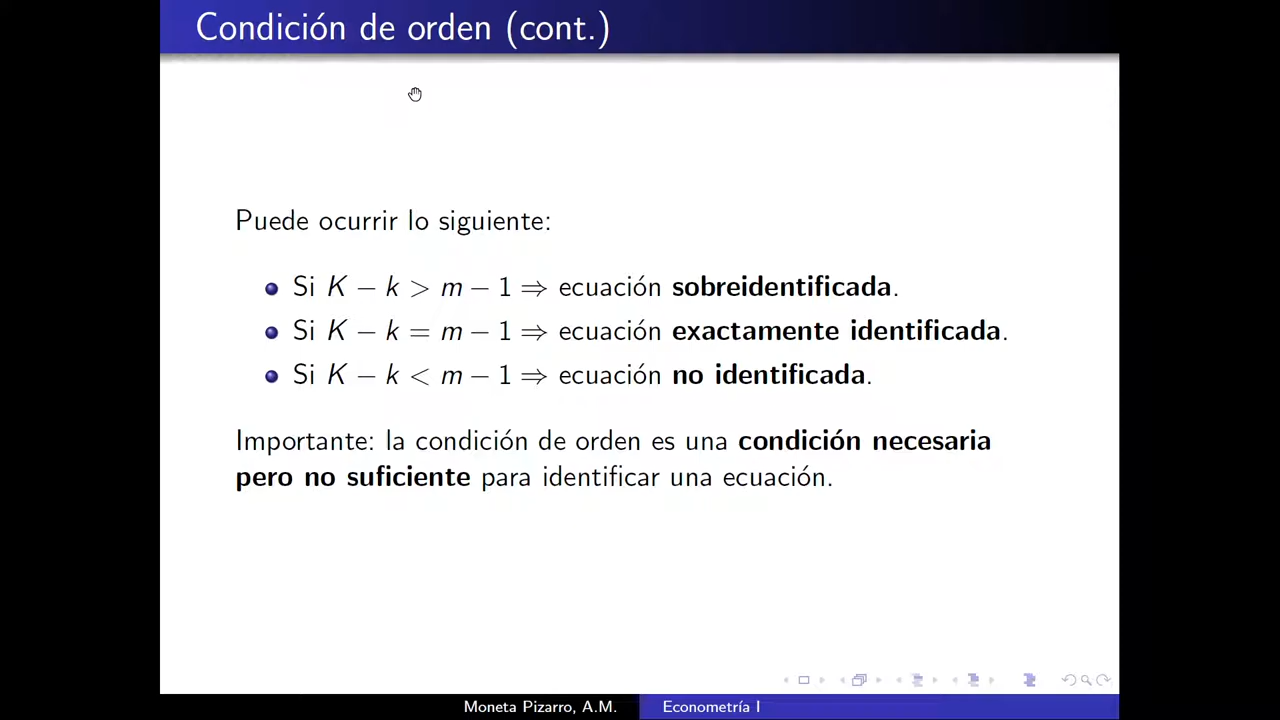 Condición de orden (cont.)
Puede ocurrir lo siguiente:
Si K − k > m − 1 ⇒ ecuación sobreidentificada.
Si K − k = m − 1 ⇒ ecuación exactamente identificada.
Si K − k < m − 1 ⇒ ecuación no identificada.
Importante: la condición de orden es una condición necesaria
pero no suficiente para identificar una ecuación.
Moneta Pizarro, A.M. Econometría I